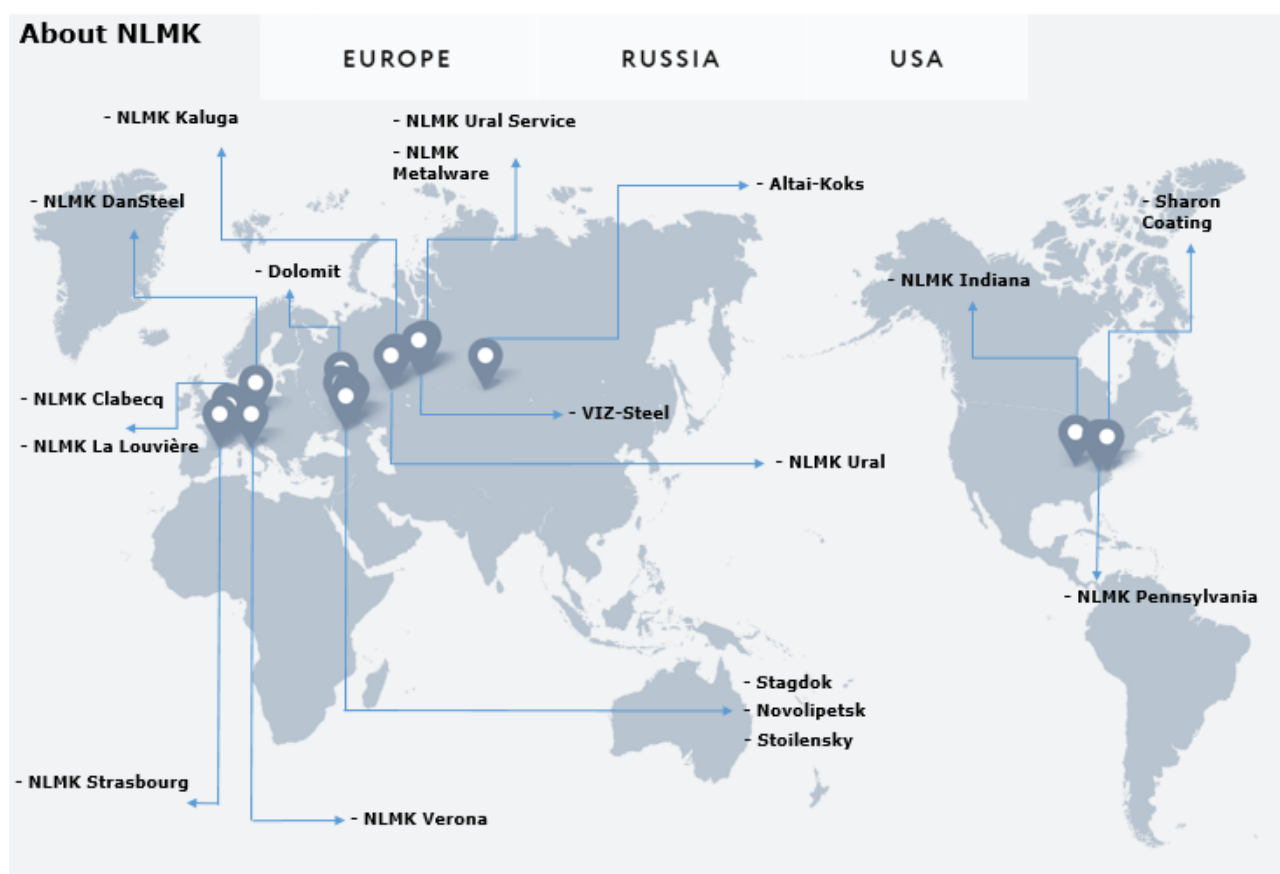 About NLMK
EUROPE
RUSSIA
USA
- NLMK Kaluga
- NLMK Ural Service
- NLMK
Metalware
- Altai-Koks
- NLMK DanSteel
- Sharon
Coating
- Dolomit
- NLMK Indiana
- NLMK Clabecq
- VIZ-Steel
- NLMK La Louvière
- NLMK Ural
- NLMK Pennsylvania
- Stagdok
- Novolipetsk
- Stoilensky
- NLMK Strasbourg
- NLMK Verona